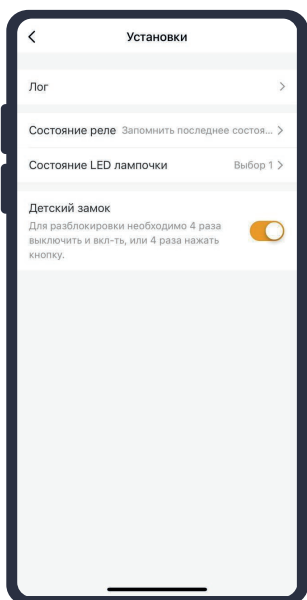 Установки
Лог
Состояние реле Запомнить последнее состоя...
Состояние LED лампочки Выбор 1
Детский замок
Для разблокировки необходимо 4 раза
выключить и вкл-ть, или 4 раза нажать
кнопку.